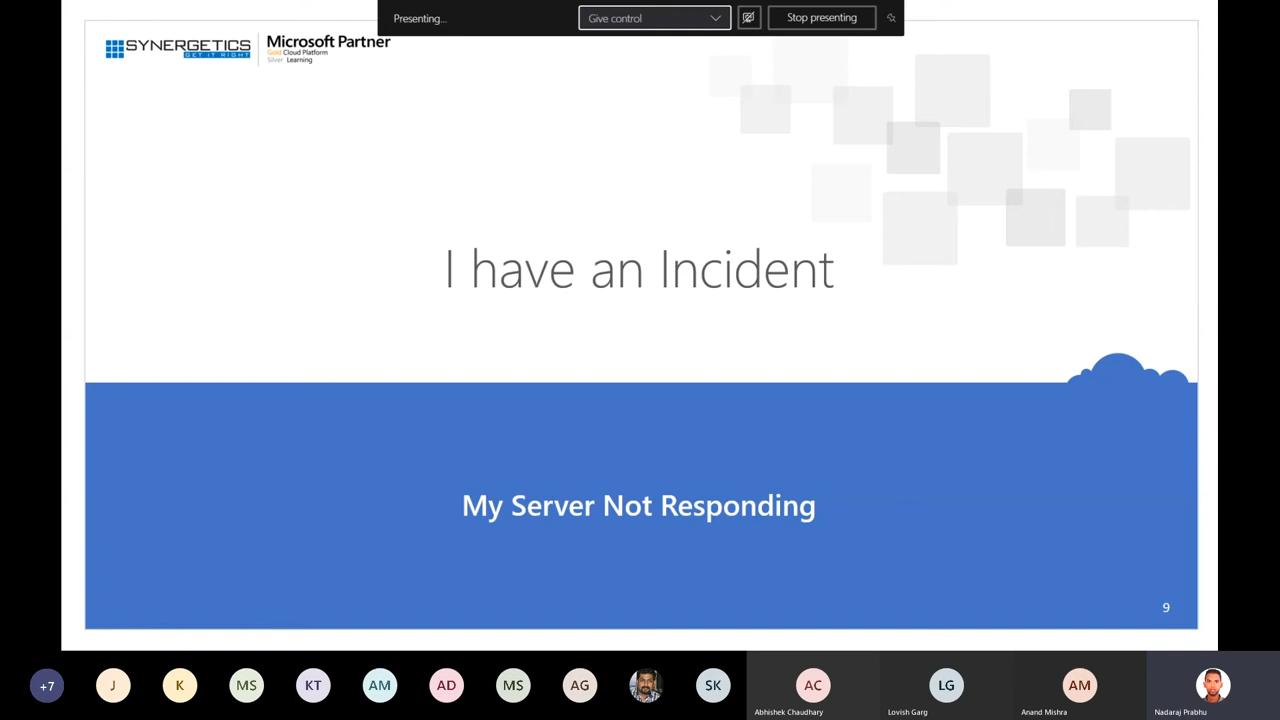 Presenting...
Give control
Stop presenting
SYNERGETICS
GET IT RIGHT
Microsoft Partner
Gold Cloud Platform
Silver Learning
I have an Incident
My Server Not Responding
9
+7
J
K
MS
KT
AM
AD
MS
AG
SK
AC
LG
AM
Abhishek Chaudhary
Lovish Garg
Anand Mishra
Nadaraj Prabhu